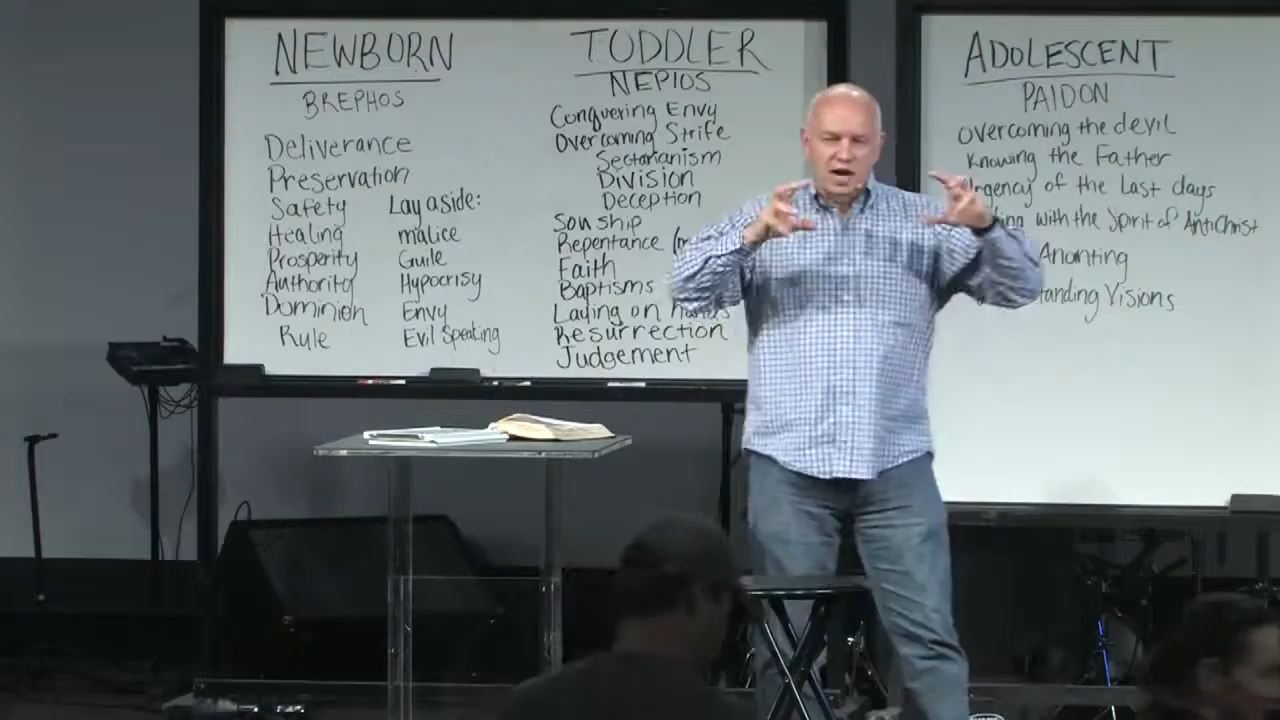 NEWBORN
BREPHOS
Deliverance
Preservation
Safety
Healing
Prosperity
Authority
Dominion
Rule
Lay aside:
malice
Guile
Hypocrisy
Envy
Evil Speaking
TODDLER
NEPIOS
Conquering Envy
Overcoming Strife
Sectarianism
Division
Deception
Sonship
Repentance
Faith
Baptisms
Laying on hands
Resurrection
Judgement
ADOLESCENT
PAIDON
Overcoming the devil
Knowing the Father
Urgency of the Last days
with the Spirit of AntiChrist
Anointing
Visions